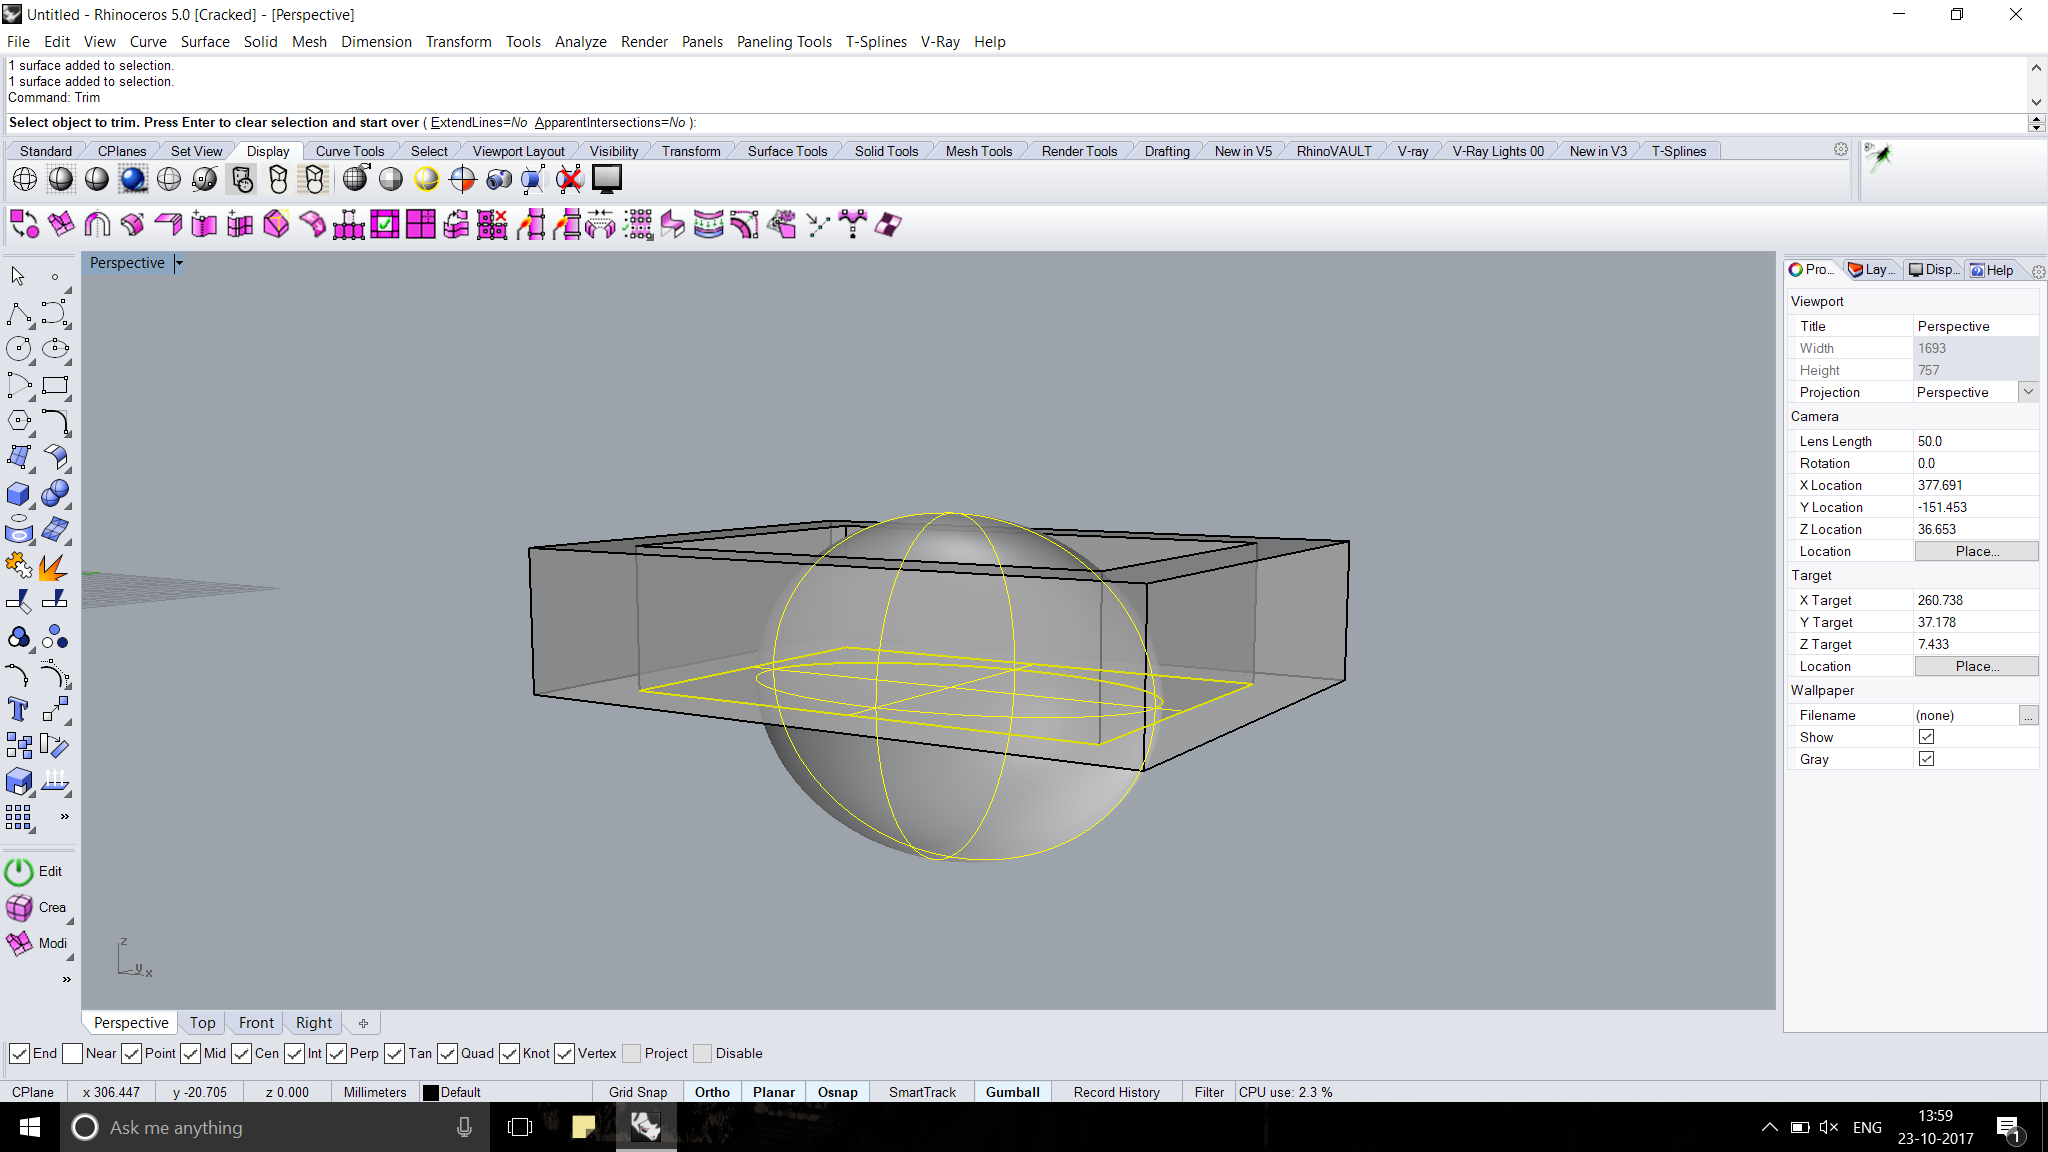 Untitled - Rhinoceros 5.0 [Cracked] - [Perspective]
File Edit View Curve Surface Solid Mesh Dimension Transform Tools Analyze Render Panels Paneling Tools T-Splines V-Ray Help
1 surface added to selection.
1 surface added to selection.
Command: Trim
Select object to trim. Press Enter to clear selection and start over ( ExtendLines=No ApparentIntersections=No ):
Standard CPlanes Set View Display Curve Tools Select Viewport Layout Visibility Transform Surface Tools Solid Tools Mesh Tools Render Tools Drafting New in V5 RhinoVAULT V-ray V-Ray Lights 00 New in V3 T-Splines
Perspective
Pro... Lay... Disp... Help
Viewport
Title Perspective
Width 1693
Height 757
Projection Perspective
Camera
Lens Length 50.0
Rotation 0.0
X Location 377.691
Y Location -151.453
Z Location 36.653
Location Place...
Target
X Target 260.738
Y Target 37.178
Z Target 7.433
Location Place...
Wallpaper
Filename (none) ...
Show
Gray
Edit
Crea
Modi
z
y x
Perspective Top Front Right
End Near Point Mid Cen Int Perp Tan Quad Knot Vertex Project Disable
CPlane x 306.447 y -20.705 z 0.000 Millimeters Default Grid Snap Ortho Planar Osnap SmartTrack Gumball Record History Filter CPU use: 2.3 %
Ask me anything
ENG
13:59
23-10-2017
1